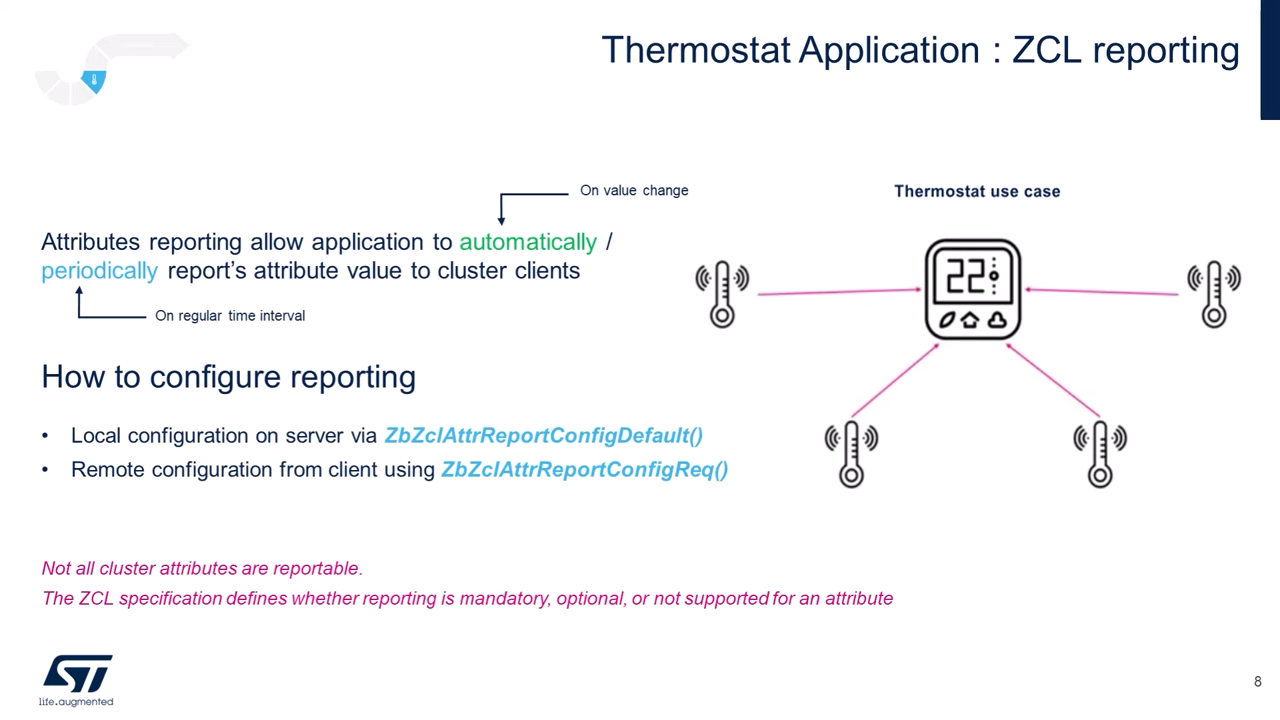 Thermostat Application : ZCL reporting
On value change
Thermostat use case
Attributes reporting allow application to automatically /
periodically report's attribute value to cluster clients
On regular time interval
22
How to configure reporting
• Local configuration on server via ZbZclAttrReportConfigDefault()
• Remote configuration from client using ZbZclAttrReportConfigReq()
Not all cluster attributes are reportable.
The ZCL specification defines whether reporting is mandatory, optional, or not supported for an attribute
ST
life.augmented
8